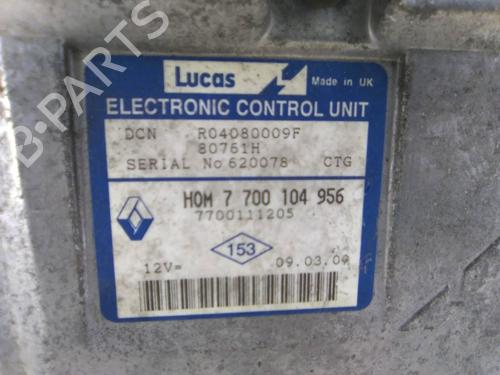 B-PARTS
Lucas Made in UK
ELECTRONIC CONTROL UNIT
DCN R04080009F
80761H
SERIAL No 620078 CTG
HOM 7 700 104 956
7700111205
153
12V= 09.03.00